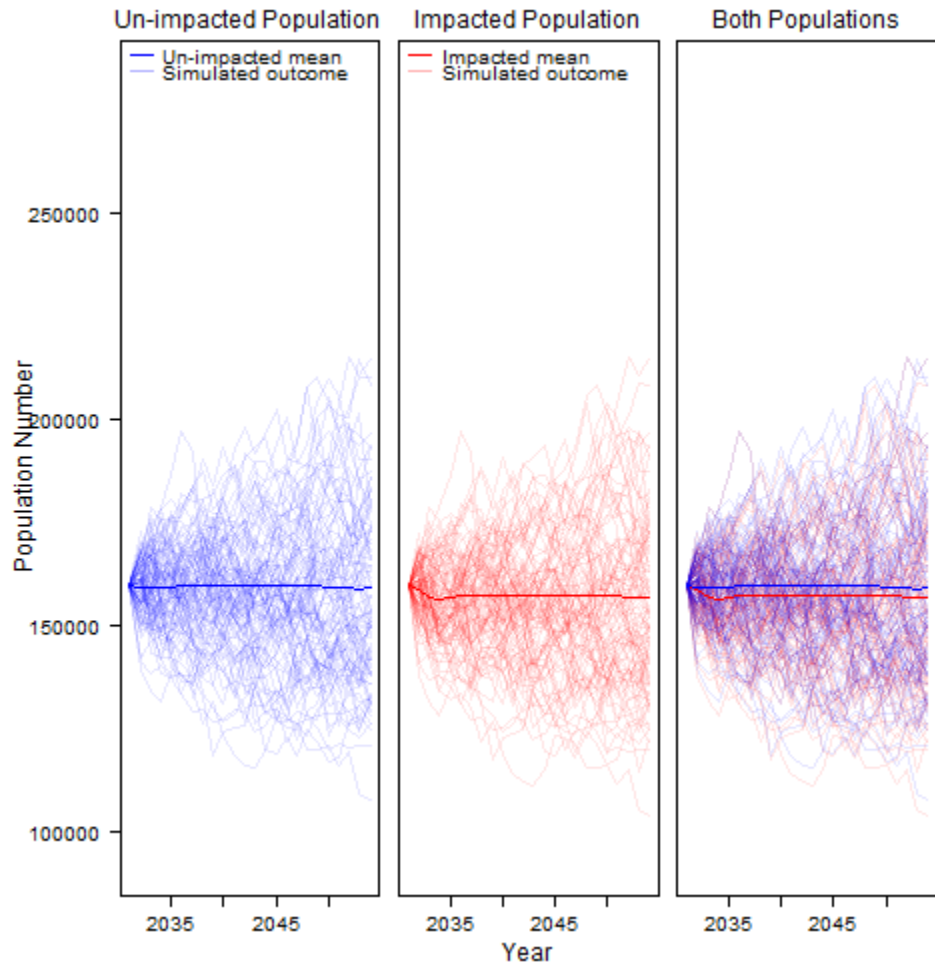 Un-impacted Population
Impacted Population
Both Populations
Un-impacted mean
Simulated outcome
Impacted mean
Simulated outcome
Population Number
250000
200000
150000
100000
2035
2045
2035
2045
2035
2045
Year